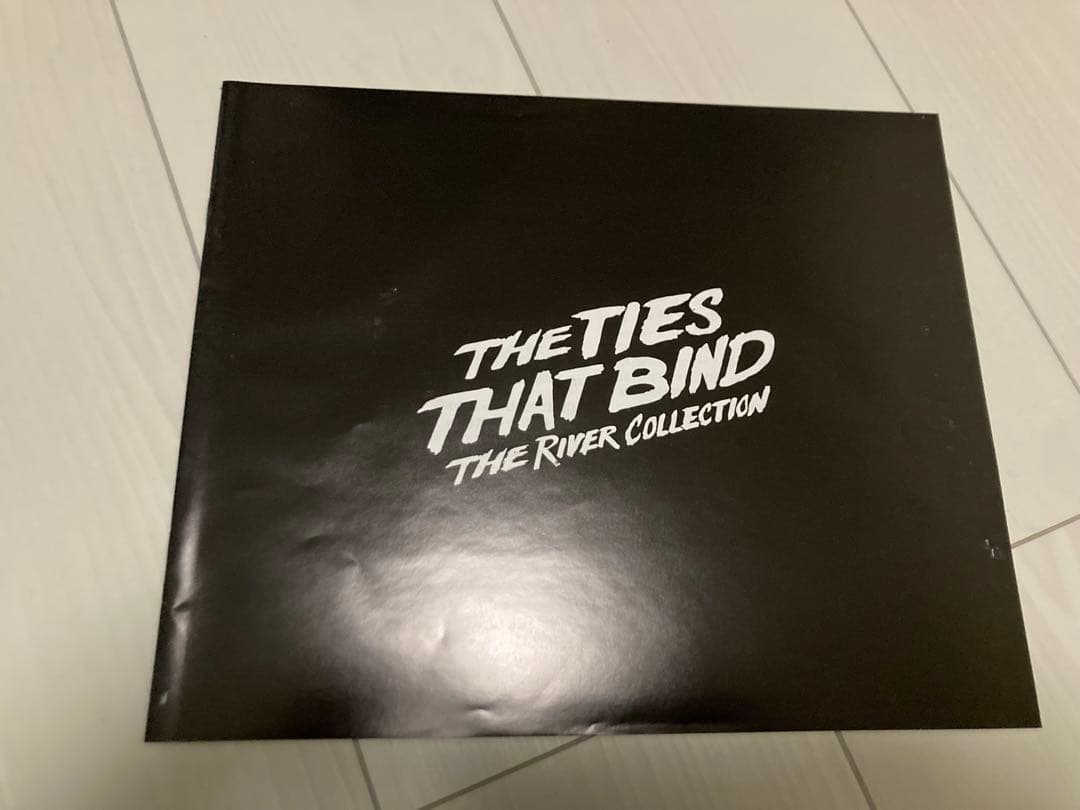 THE TIES
THAT BIND
THE RIVER COLLECTION